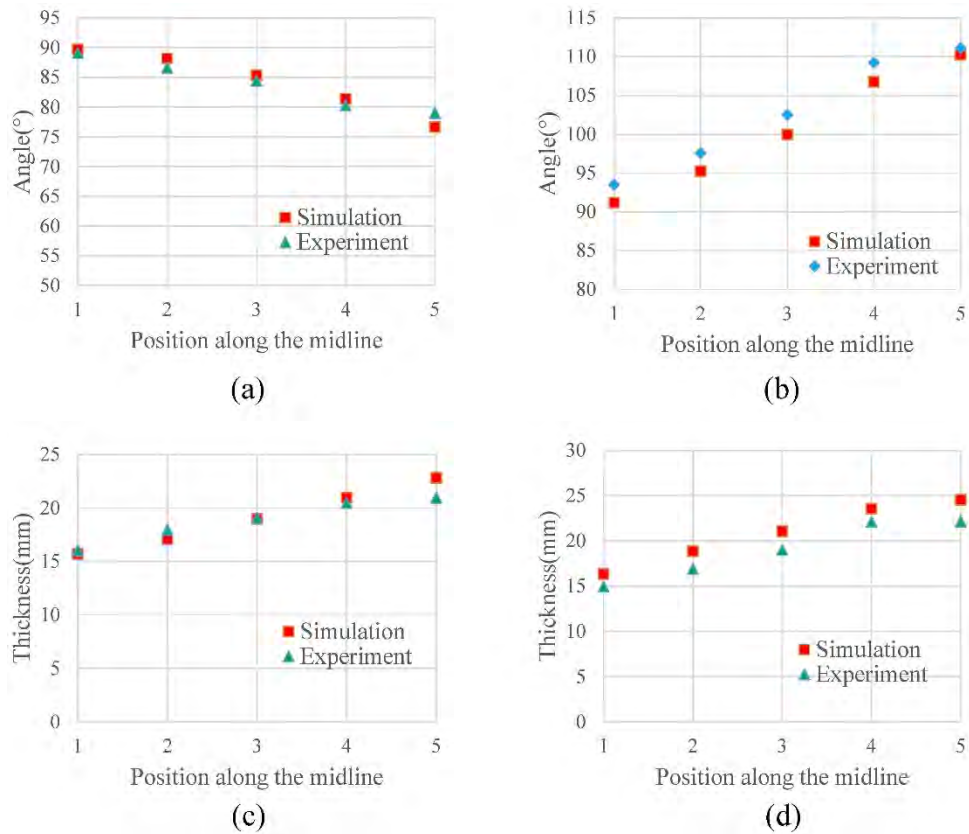 90
85
80
75
70
65
60
55
50
Angle(°)
Simulation
Experiment
1 2 3 4 5
Position along the midline
(a)
110
105
100
95
90
85
80
Angle(°)
Simulation
Experiment
1 2 3 4 5
Position along the midline
(b)
25
20
15
10
5
0
Thickness(mm)
Simulation
Experiment
1 2 3 4 5
Position along the midline
(c)
30
25
20
15
10
5
0
Thickness(mm)
Simulation
Experiment
1 2 3 4 5
Position along the midline
(d)